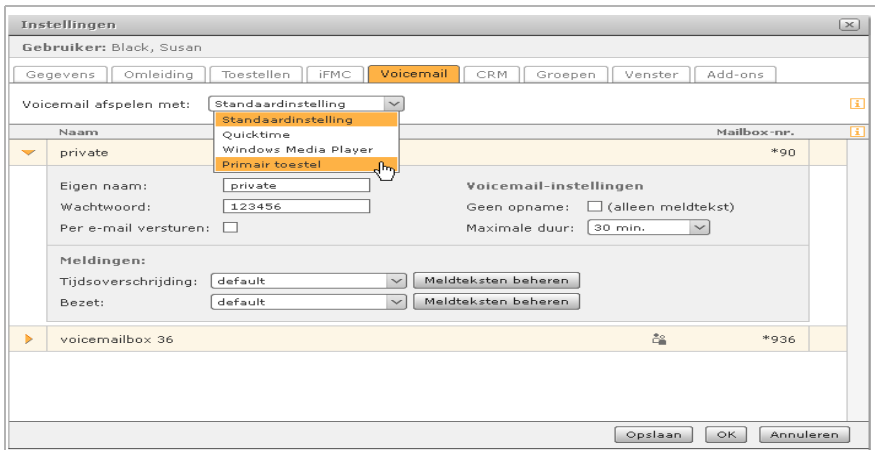 Instellingen
Gebruiker: Black, Susan
Gegevens Omleiding Toestellen iFMC Voicemail CRM Groepen Venster Add-ons
Voicemail afspelen met: Standaardinstelling
Standaardinstelling
Quicktime
Windows Media Player
Primair toestel
Naam Mailbox-nr.
private *90
Eigen naam: private Voicemail-instellingen
Wachtwoord: 123456 Geen opname: (alleen meldtekst)
Per e-mail versturen: Maximale duur: 30 min.
Meldingen:
Tijdsoverschrijding: default Meldteksten beheren
Bezet: default Meldteksten beheren
voicemailbox 36 *936
Opslaan OK Annuleren